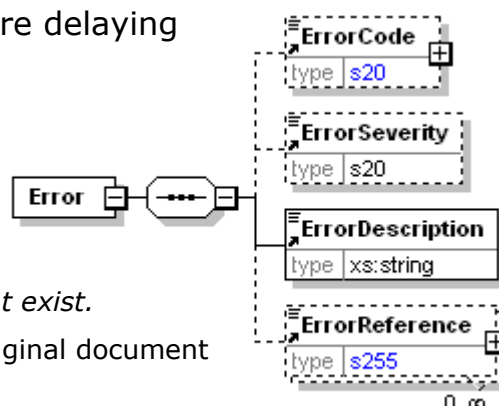 re delaying
ErrorCode
type s20
ErrorSeverity
type s20
Error
ErrorDescription
type xs:string
t exist.
ErrorReference
ginal document
type s255
0..∞